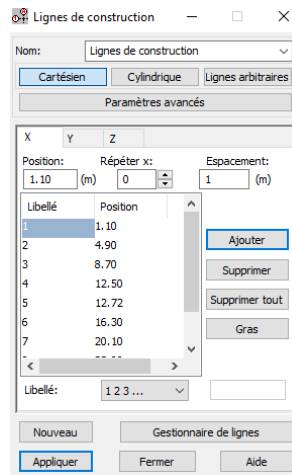 Lignes de construction
Nom: Lignes de construction
Cartésien Cylindrique Lignes arbitraires
Paramètres avancés
X Y Z
Position: Répéter x: Espacement:
1.10 (m) 0 1 (m)
Libellé Position
1 1.10
2 4.90
3 8.70
4 12.50
5 12.72
6 16.30
7 20.10
Ajouter
Supprimer
Supprimer tout
Gras
Libellé: 1 2 3 ...
Nouveau Gestionnaire de lignes
Appliquer Fermer Aide